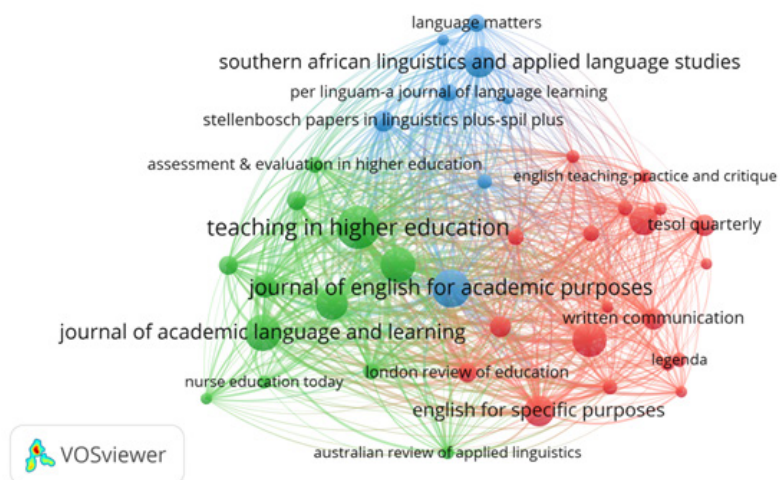 language matters
southern african linguistics and applied language studies
per linguam-a journal of language learning
stellenbosch papers in linguistics plus-spil plus
assessment & evaluation in higher education
english teaching-practice and critique
teaching in higher education
tesol quarterly
journal of english for academic purposes
written communication
journal of academic language and learning
legenda
london review of education
nurse education today
english for specific purposes
australian review of applied linguistics
VOSviewer